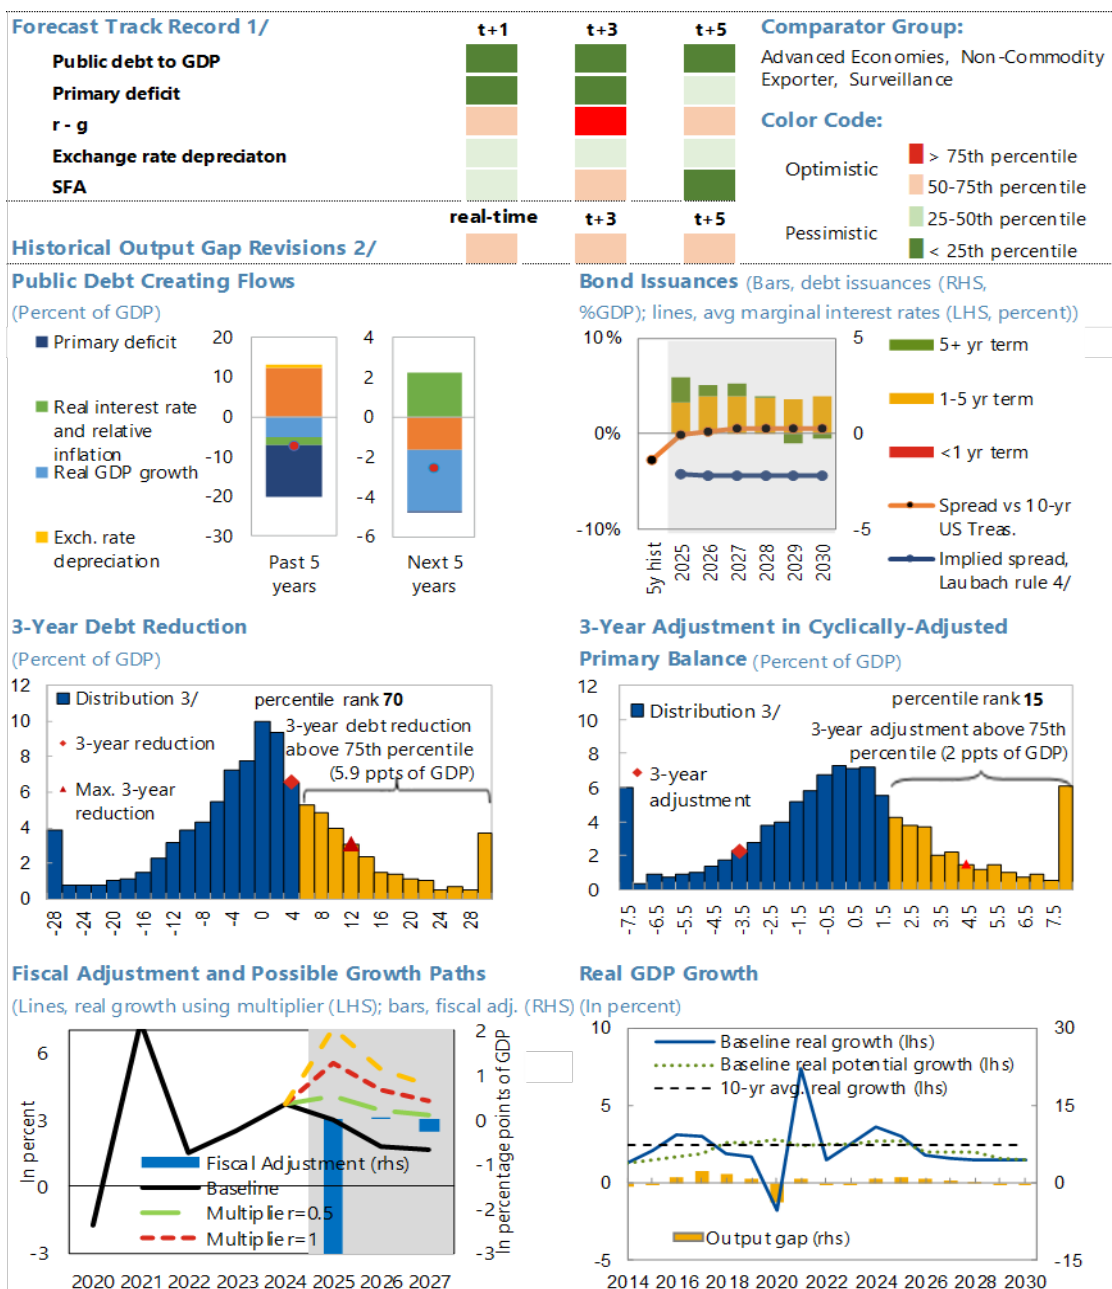 Forecast Track Record 1/
t+1 t+3 t+5
Public debt to GDP
Primary deficit
r - g
Exchange rate depreciaton
SFA
real-time t+3 t+5
Historical Output Gap Revisions 2/
Comparator Group:
Advanced Economies, Non-Commodity
Exporter, Surveillance
Color Code:
Optimistic
> 75th percentile
50-75th percentile
25-50th percentile
Pessimistic
< 25th percentile
Public Debt Creating Flows
(Percent of GDP)
Primary deficit
Real interest rate
and relative
inflation
Real GDP growth
Exch. rate
depreciation
20
10
0
-10
-20
-30
Past 5
years
4
2
0
-2
-4
-6
Next 5
years
Bond Issuances (Bars, debt issuances (RHS,
%GDP); lines, avg marginal interest rates (LHS, percent))
10%
0%
-10%
5
0
-5
5y hist 2025 2026 2027 2028 2029 2030
5+ yr term
1-5 yr term
<1 yr term
Spread vs 10-yr
US Treas.
Implied spread,
Laubach rule 4/
3-Year Debt Reduction
(Percent of GDP)
12
10
8
6
4
2
0
Distribution 3/
3-year reduction
Max. 3-year
reduction
percentile rank 70
3-year debt reduction
above 75th percentile
(5.9 ppts of GDP)
-28 -24 -20 -16 -12 -8 -4 0 4 8 12 16 20 24 28
3-Year Adjustment in Cyclically-Adjusted
Primary Balance (Percent of GDP)
12
10
8
6
4
2
0
Distribution 3/
3-year
adjustment
percentile rank 15
3-year adjustment above 75th
percentile (2 ppts of GDP)
-7.5 -6.5 -5.5 -4.5 -3.5 -2.5 -1.5 -0.5 0.5 1.5 2.5 3.5 4.5 5.5 6.5 7.5
Fiscal Adjustment and Possible Growth Paths
(Lines, real growth using multiplier (LHS); bars, fiscal adj. (RHS)
In percent
6
3
0
-3
2
1
0
-1
-2
-3
In percentage points of GDP
Fiscal Adjustment (rhs)
Baseline
Multiplier=0.5
Multiplier=1
2020 2021 2022 2023 2024 2025 2026 2027
Real GDP Growth
(In percent)
10
5
0
-5
30
15
0
-15
Baseline real growth (lhs)
Baseline real potential growth (lhs)
10-yr avg. real growth (lhs)
Output gap (rhs)
2014 2016 2018 2020 2022 2024 2026 2028 2030